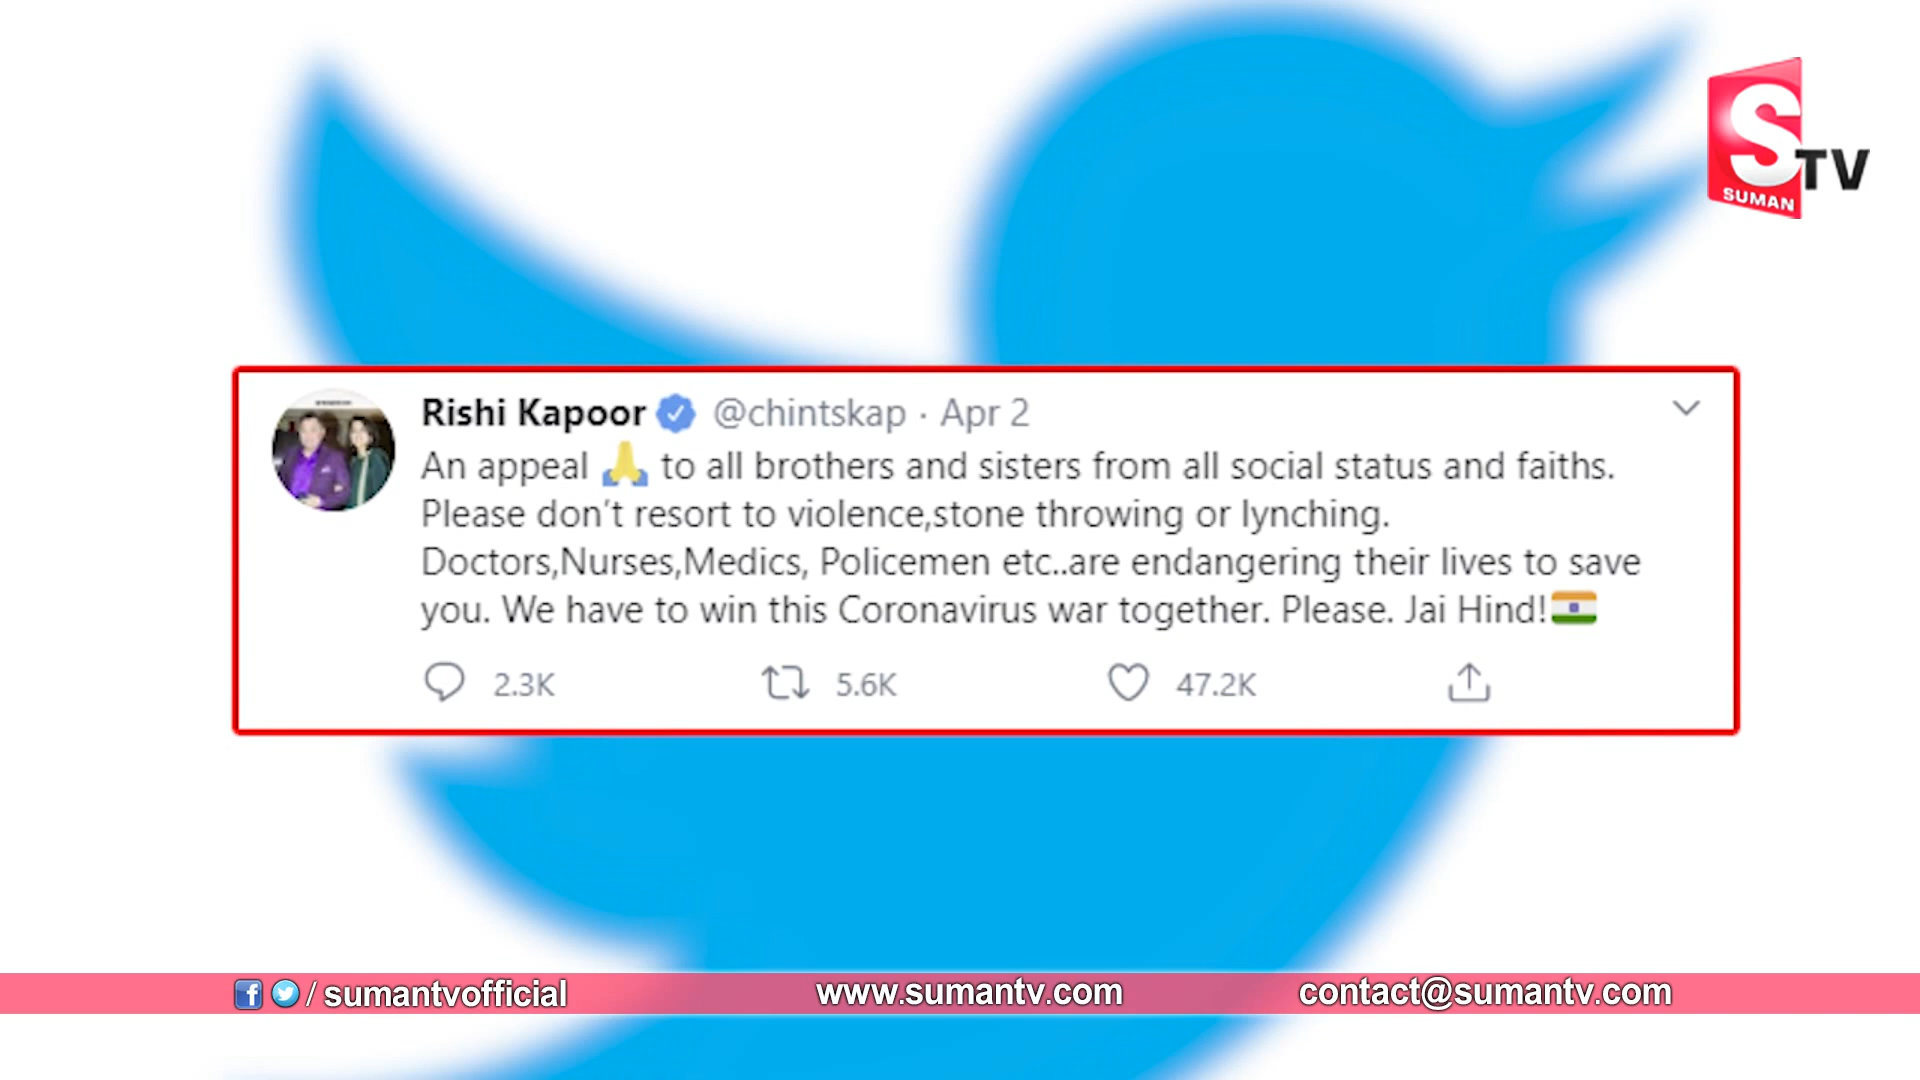 S
TV
SUMAN
Rishi Kapoor @chintskap · Apr 2
An appeal 🙏 to all brothers and sisters from all social status and faiths.
Please don’t resort to violence,stone throwing or lynching.
Doctors,Nurses,Medics, Policemen etc..are endangering their lives to save
you. We have to win this Coronavirus war together. Please. Jai Hind!🇮🇳
2.3K 5.6K 47.2K
/ sumantvofficial www.sumantv.com contact@sumantv.com